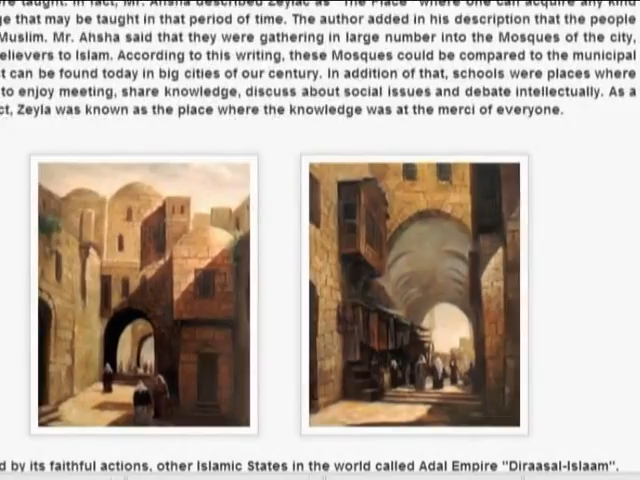 re taught. In fact, Mr. Ahsha described Zeylac as "The Place" where one can acquire any kind
ge that may be taught in that period of time. The author added in his description that the people
Muslim. Mr. Ahsha said that they were gathering in large number into the Mosques of the city,
elievers to Islam. According to this writing, these Mosques could be compared to the municipal
t can be found today in big cities of our century. In addition of that, schools were places where
to enjoy meeting, share knowledge, discuss about social issues and debate intellectually. As a
ct, Zeyla was known as the place where the knowledge was at the merci of everyone.
d by its faithful actions, other Islamic States in the world called Adal Empire "Diraasal-Islaam".